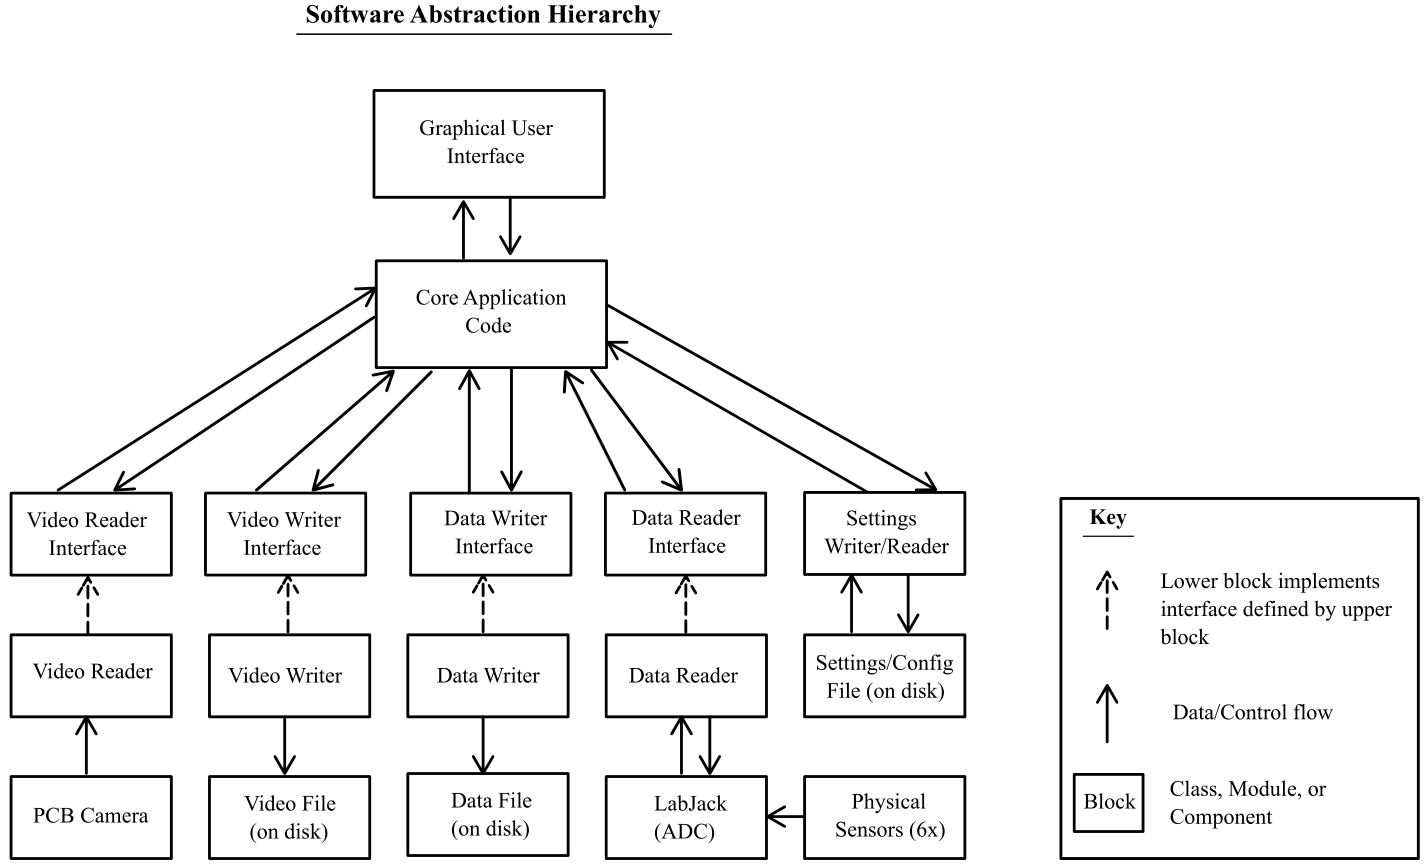 Software Abstraction Hierarchy
Graphical User
Interface
Core Application
Code
Video Reader
Interface
Video Writer
Interface
Data Writer
Interface
Data Reader
Interface
Settings
Writer/Reader
Video Reader
Video Writer
Data Writer
Data Reader
Settings/Config
File (on disk)
PCB Camera
Video File
(on disk)
Data File
(on disk)
LabJack
(ADC)
Physical
Sensors (6x)
Key
Lower block implements
interface defined by upper
block
Data/Control flow
Block
Class, Module, or
Component